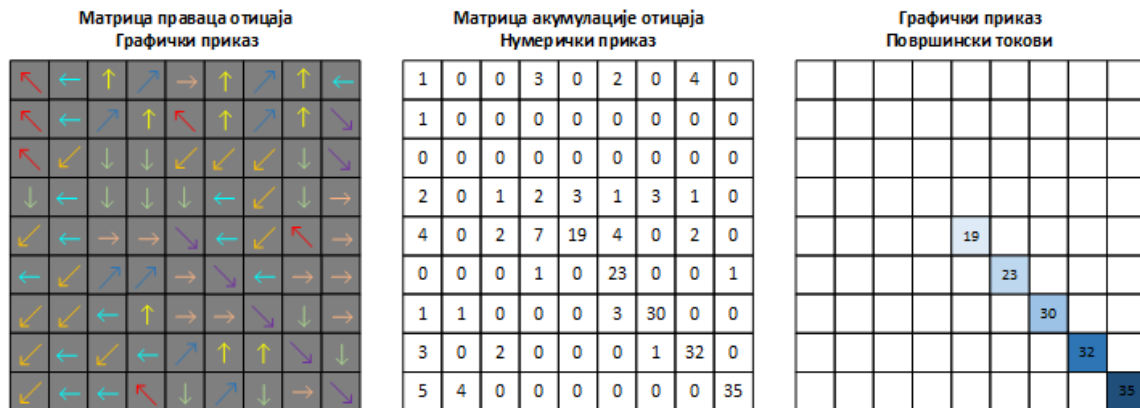 Матрица праваца отицаја
Графички приказ
Матрица акумулације отицаја
Нумерички приказ
1 0 0 3 0 2 0 4 0
1 0 0 0 0 0 0 0 0
0 0 0 0 0 0 0 0 0
2 0 1 2 3 1 3 1 0
4 0 2 7 19 4 0 2 0
0 0 0 1 0 23 0 0 1
1 1 0 0 0 3 30 0 0
3 0 2 0 0 0 1 32 0
5 4 0 0 0 0 0 0 35
Графички приказ
Површински токови
19
23
30
32
35